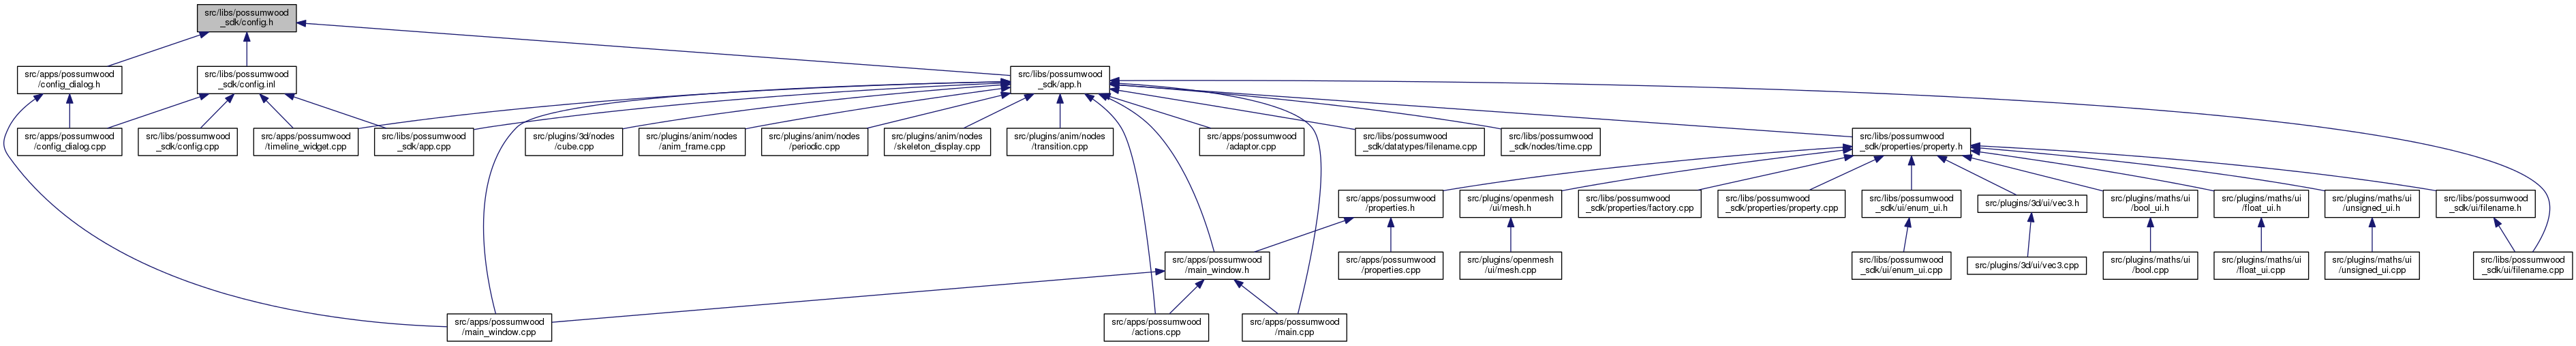 src/libs/possumwood
_sdk/config.h
src/apps/possumwood
/config_dialog.h
src/libs/possumwood
_sdk/config.inl
src/libs/possumwood
_sdk/app.h
src/apps/possumwood
/config_dialog.cpp
src/libs/possumwood
_sdk/config.cpp
src/apps/possumwood
/timeline_widget.cpp
src/libs/possumwood
_sdk/app.cpp
src/plugins/3d/nodes
/cube.cpp
src/plugins/anim/nodes
/anim_frame.cpp
src/plugins/anim/nodes
/periodic.cpp
src/plugins/anim/nodes
/skeleton_display.cpp
src/plugins/anim/nodes
/transition.cpp
src/apps/possumwood
/adaptor.cpp
src/libs/possumwood
_sdk/datatypes/filename.cpp
src/libs/possumwood
_sdk/nodes/time.cpp
src/libs/possumwood
_sdk/properties/property.h
src/apps/possumwood
/properties.h
src/plugins/openmesh
/ui/mesh.h
src/libs/possumwood
_sdk/properties/factory.cpp
src/libs/possumwood
_sdk/properties/property.cpp
src/libs/possumwood
_sdk/ui/enum_ui.h
src/plugins/3d/ui/vec3.h
src/plugins/maths/ui
/bool_ui.h
src/plugins/maths/ui
/float_ui.h
src/plugins/maths/ui
/unsigned_ui.h
src/libs/possumwood
_sdk/ui/filename.h
src/apps/possumwood
/main_window.h
src/apps/possumwood
/properties.cpp
src/plugins/openmesh
/ui/mesh.cpp
src/libs/possumwood
_sdk/ui/enum_ui.cpp
src/plugins/3d/ui/vec3.cpp
src/plugins/maths/ui
/bool.cpp
src/plugins/maths/ui
/float_ui.cpp
src/plugins/maths/ui
/unsigned_ui.cpp
src/libs/possumwood
_sdk/ui/filename.cpp
src/apps/possumwood
/main_window.cpp
src/apps/possumwood
/actions.cpp
src/apps/possumwood
/main.cpp